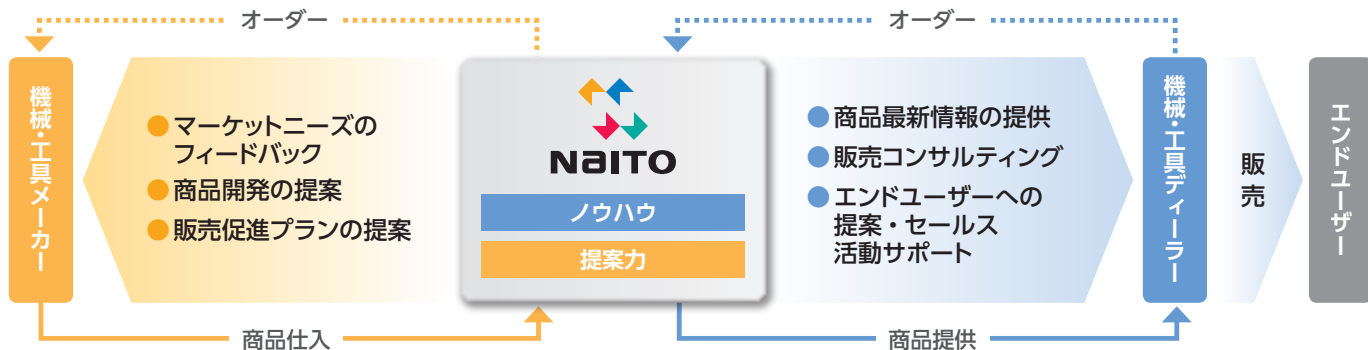 オーダー
オーダー
機械・工具メーカー
●マーケットニーズの
フィードバック
●商品開発の提案
●販売促進プランの提案
NaITO
ノウハウ
提案力
●商品最新情報の提供
●販売コンサルティング
●エンドユーザーへの
提案・セールス
活動サポート
機械・工具ディーラー
販売
エンドユーザー
商品仕入
商品提供